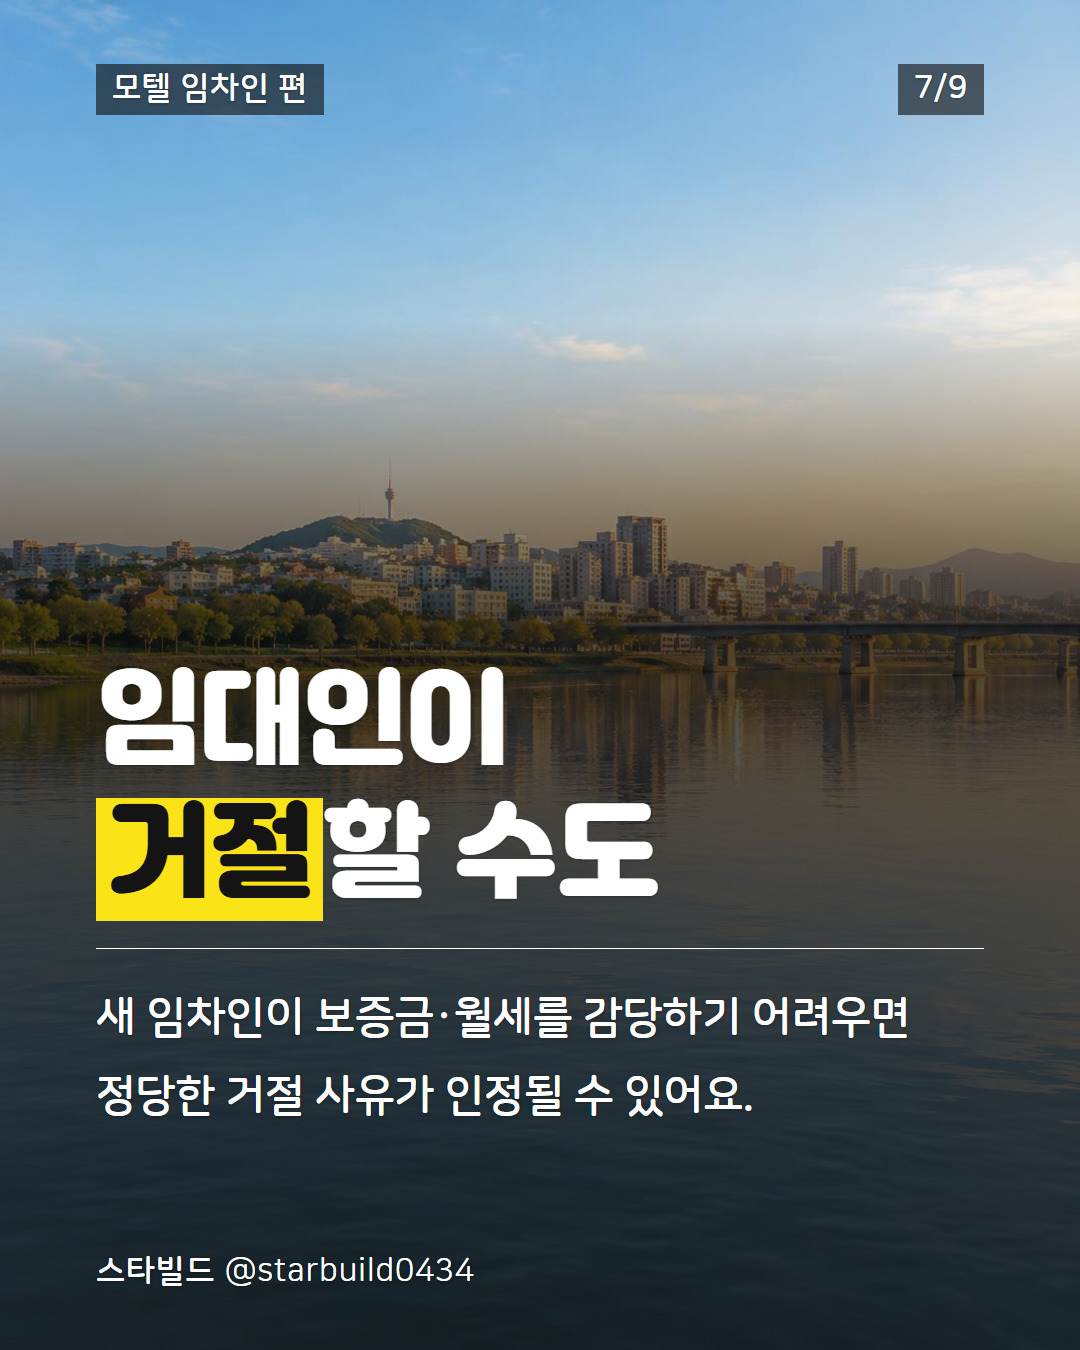 모텔 임차인 편
7/9
임대인이
거절할 수도
새 임차인이 보증금·월세를 감당하기 어려우면
정당한 거절 사유가 인정될 수 있어요.
스타빌드 @starbuild0434